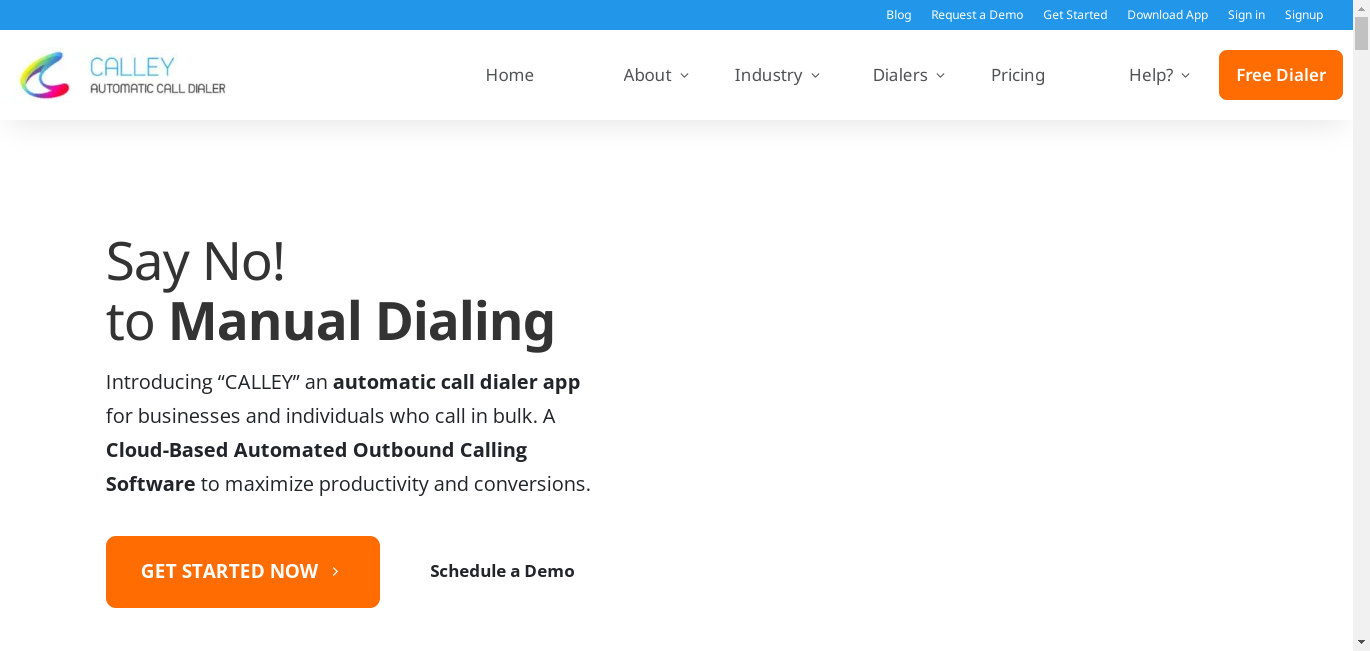 Blog Request a Demo Get Started Download App Sign in Signup
CALLEY
AUTOMATIC CALL DIALER
Home About Industry Dialers Pricing Help? Free Dialer
Say No!
to Manual Dialing
Introducing “CALLEY” an automatic call dialer app
for businesses and individuals who call in bulk. A
Cloud-Based Automated Outbound Calling
Software to maximize productivity and conversions.
GET STARTED NOW
Schedule a Demo